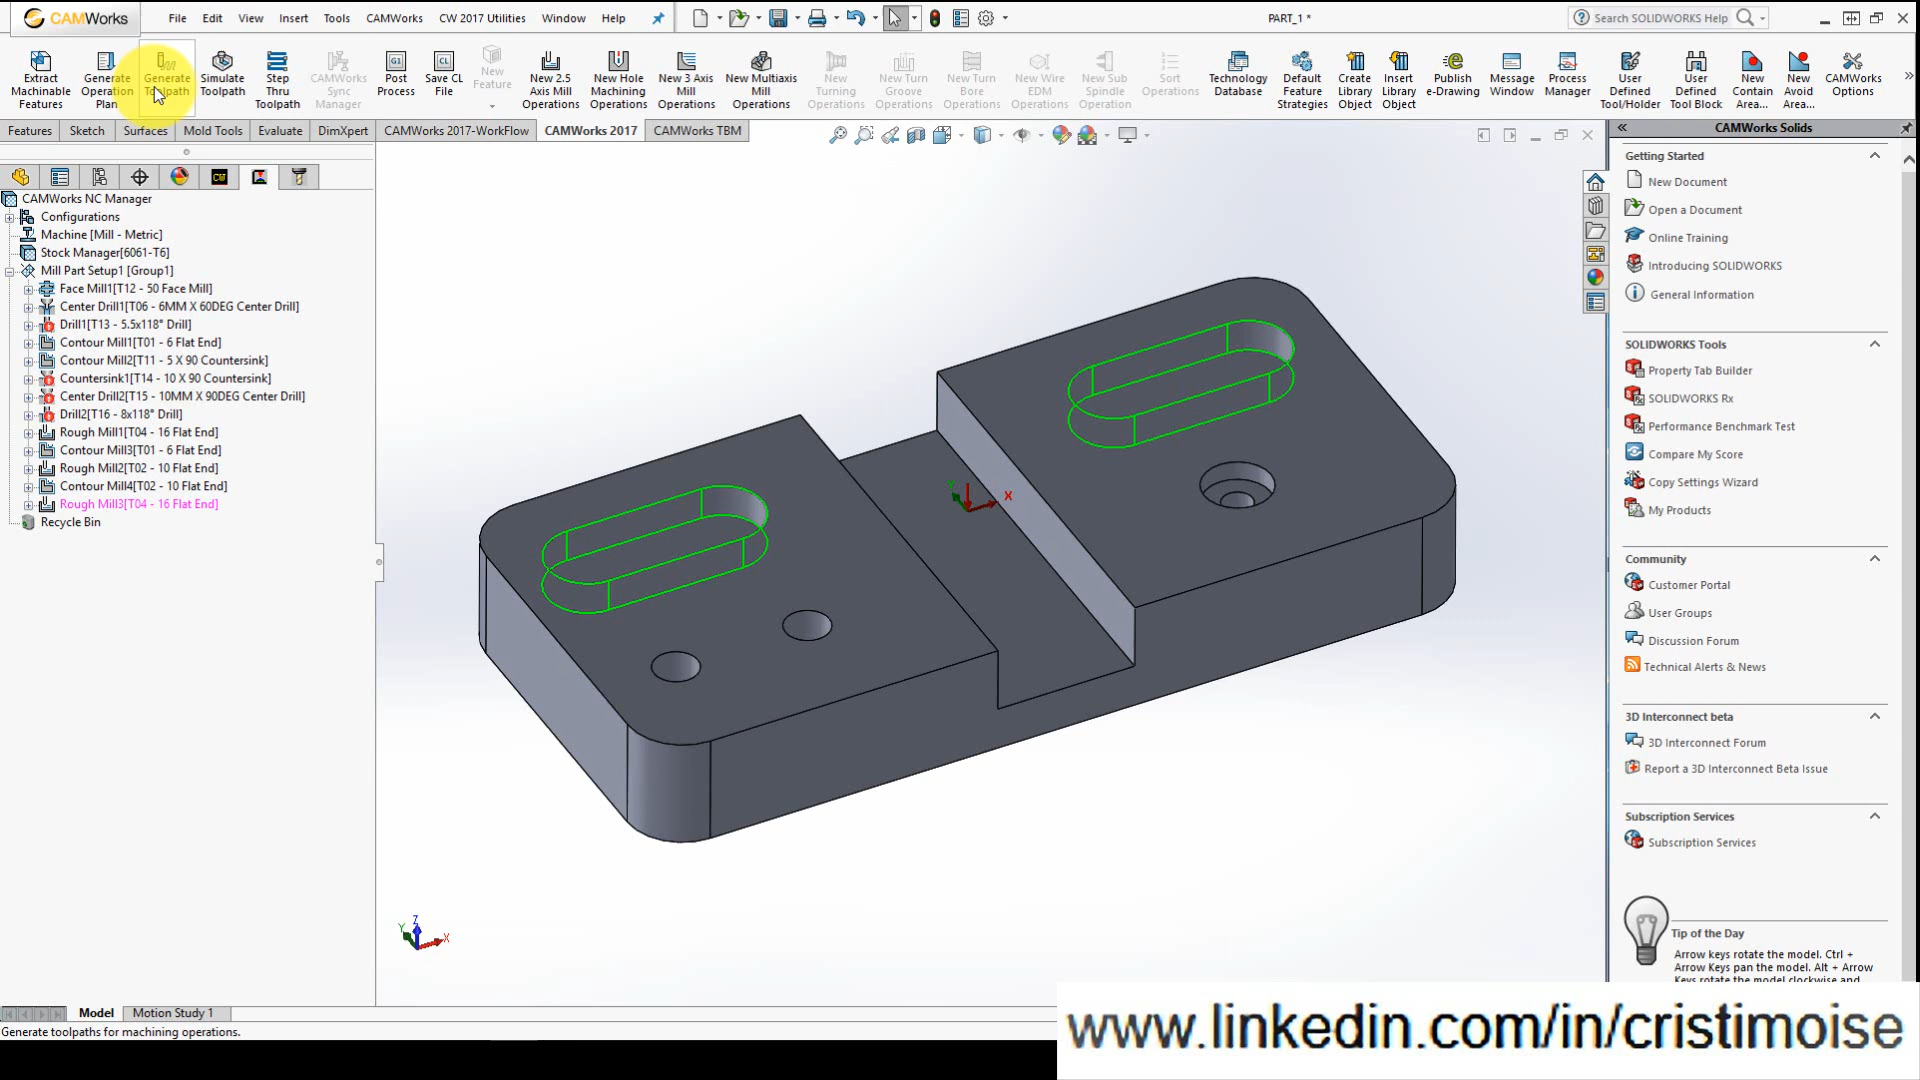 CAMWorks File Edit View Insert Tools CAMWorks CW 2017 Utilities Window Help PART_1 * Search SOLIDWORKS Help
Extract Machinable Features
Generate Operation Plan
Generate Toolpath
Simulate Toolpath
Step Thru Toolpath
CAMWorks Sync Manager
Post Process
Save CL File
New Feature
New 2.5 Axis Mill Operations
New Hole Machining Operations
New 3 Axis Mill Operations
New Multiaxis Mill Operations
New Turning Operations
New Turn Groove Operations
New Turn Bore Operations
New Wire EDM Operations
New Sub Spindle Operation
Sort Operations
Technology Database
Default Feature Strategies
Create Library Object
Insert Library Object
Publish e-Drawing
Message Window
Process Manager
User Defined Tool/Holder
User Defined Tool Block
New Contain Area...
New Avoid Area...
CAMWorks Options
Features Sketch Surfaces Mold Tools Evaluate DimXpert CAMWorks 2017-WorkFlow CAMWorks 2017 CAMWorks TBM
CAMWorks NC Manager
Configurations
Machine [Mill - Metric]
Stock Manager[6061-T6]
Mill Part Setup1 [Group1]
Face Mill1[T12 - 50 Face Mill]
Center Drill1[T06 - 6MM X 60DEG Center Drill]
Drill1[T13 - 5.5x118° Drill]
Contour Mill1[T01 - 6 Flat End]
Contour Mill2[T11 - 5 X 90 Countersink]
Countersink1[T14 - 10 X 90 Countersink]
Center Drill2[T15 - 10MM X 90DEG Center Drill]
Drill2[T16 - 8x118° Drill]
Rough Mill1[T04 - 16 Flat End]
Contour Mill3[T01 - 6 Flat End]
Rough Mill2[T02 - 10 Flat End]
Contour Mill4[T02 - 10 Flat End]
Rough Mill3[T04 - 16 Flat End]
Recycle Bin
Y X
Z
Y X
CAMWorks Solids
Getting Started
New Document
Open a Document
Online Training
Introducing SOLIDWORKS
General Information
SOLIDWORKS Tools
Property Tab Builder
SOLIDWORKS Rx
Performance Benchmark Test
Compare My Score
Copy Settings Wizard
My Products
Community
Customer Portal
User Groups
Discussion Forum
Technical Alerts & News
3D Interconnect beta
3D Interconnect Forum
Report a 3D Interconnect Beta Issue
Subscription Services
Subscription Services
Tip of the Day
Arrow keys rotate the model. Ctrl +
Arrow Keys pan the model. Alt + Arrow
Keys rotate the model clockwise and
Model Motion Study 1
Generate toolpaths for machining operations.
www.linkedin.com/in/cristimoise